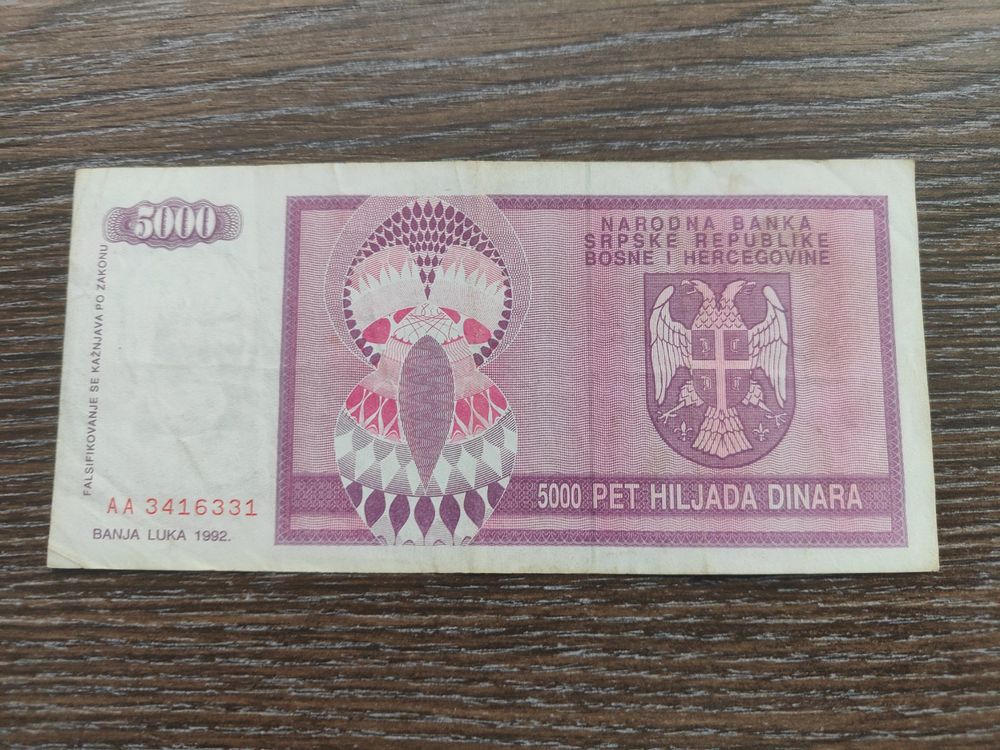 5000
FALSIFIKOVANJE SE KAŽNJAVA PO ZAKONU
AA 3416331
BANJA LUKA 1992.
NARODNA BANKA
SRPSKE REPUBLIKE
BOSNE I HERCEGOVINE
5000 PET HILJADA DINARA